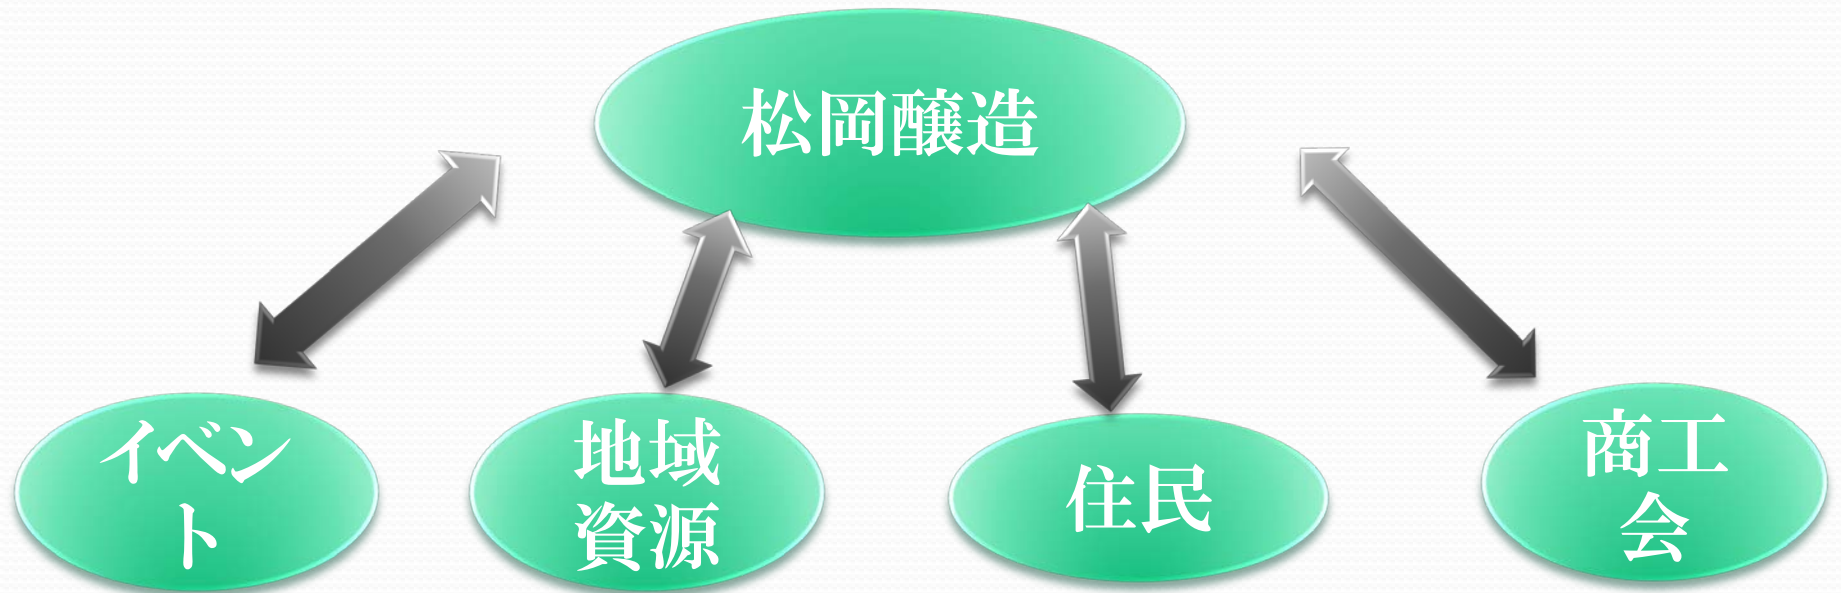 松岡醸造
イベン
ト
地域
資源
住民
商工
会